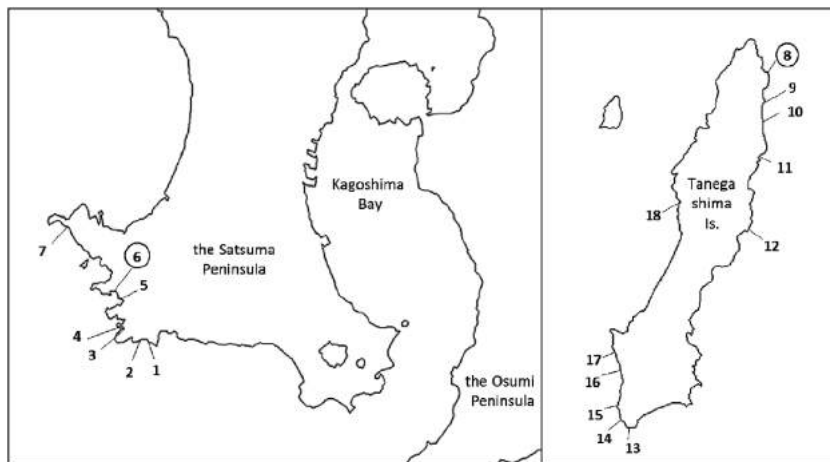 8
9
10
11
Kagoshima
Bay
Tanega
shima
Is.
18
7
6
the Satsuma
Peninsula
12
5
4
3
2
1
17
the Osumi
Peninsula
16
15
14
13